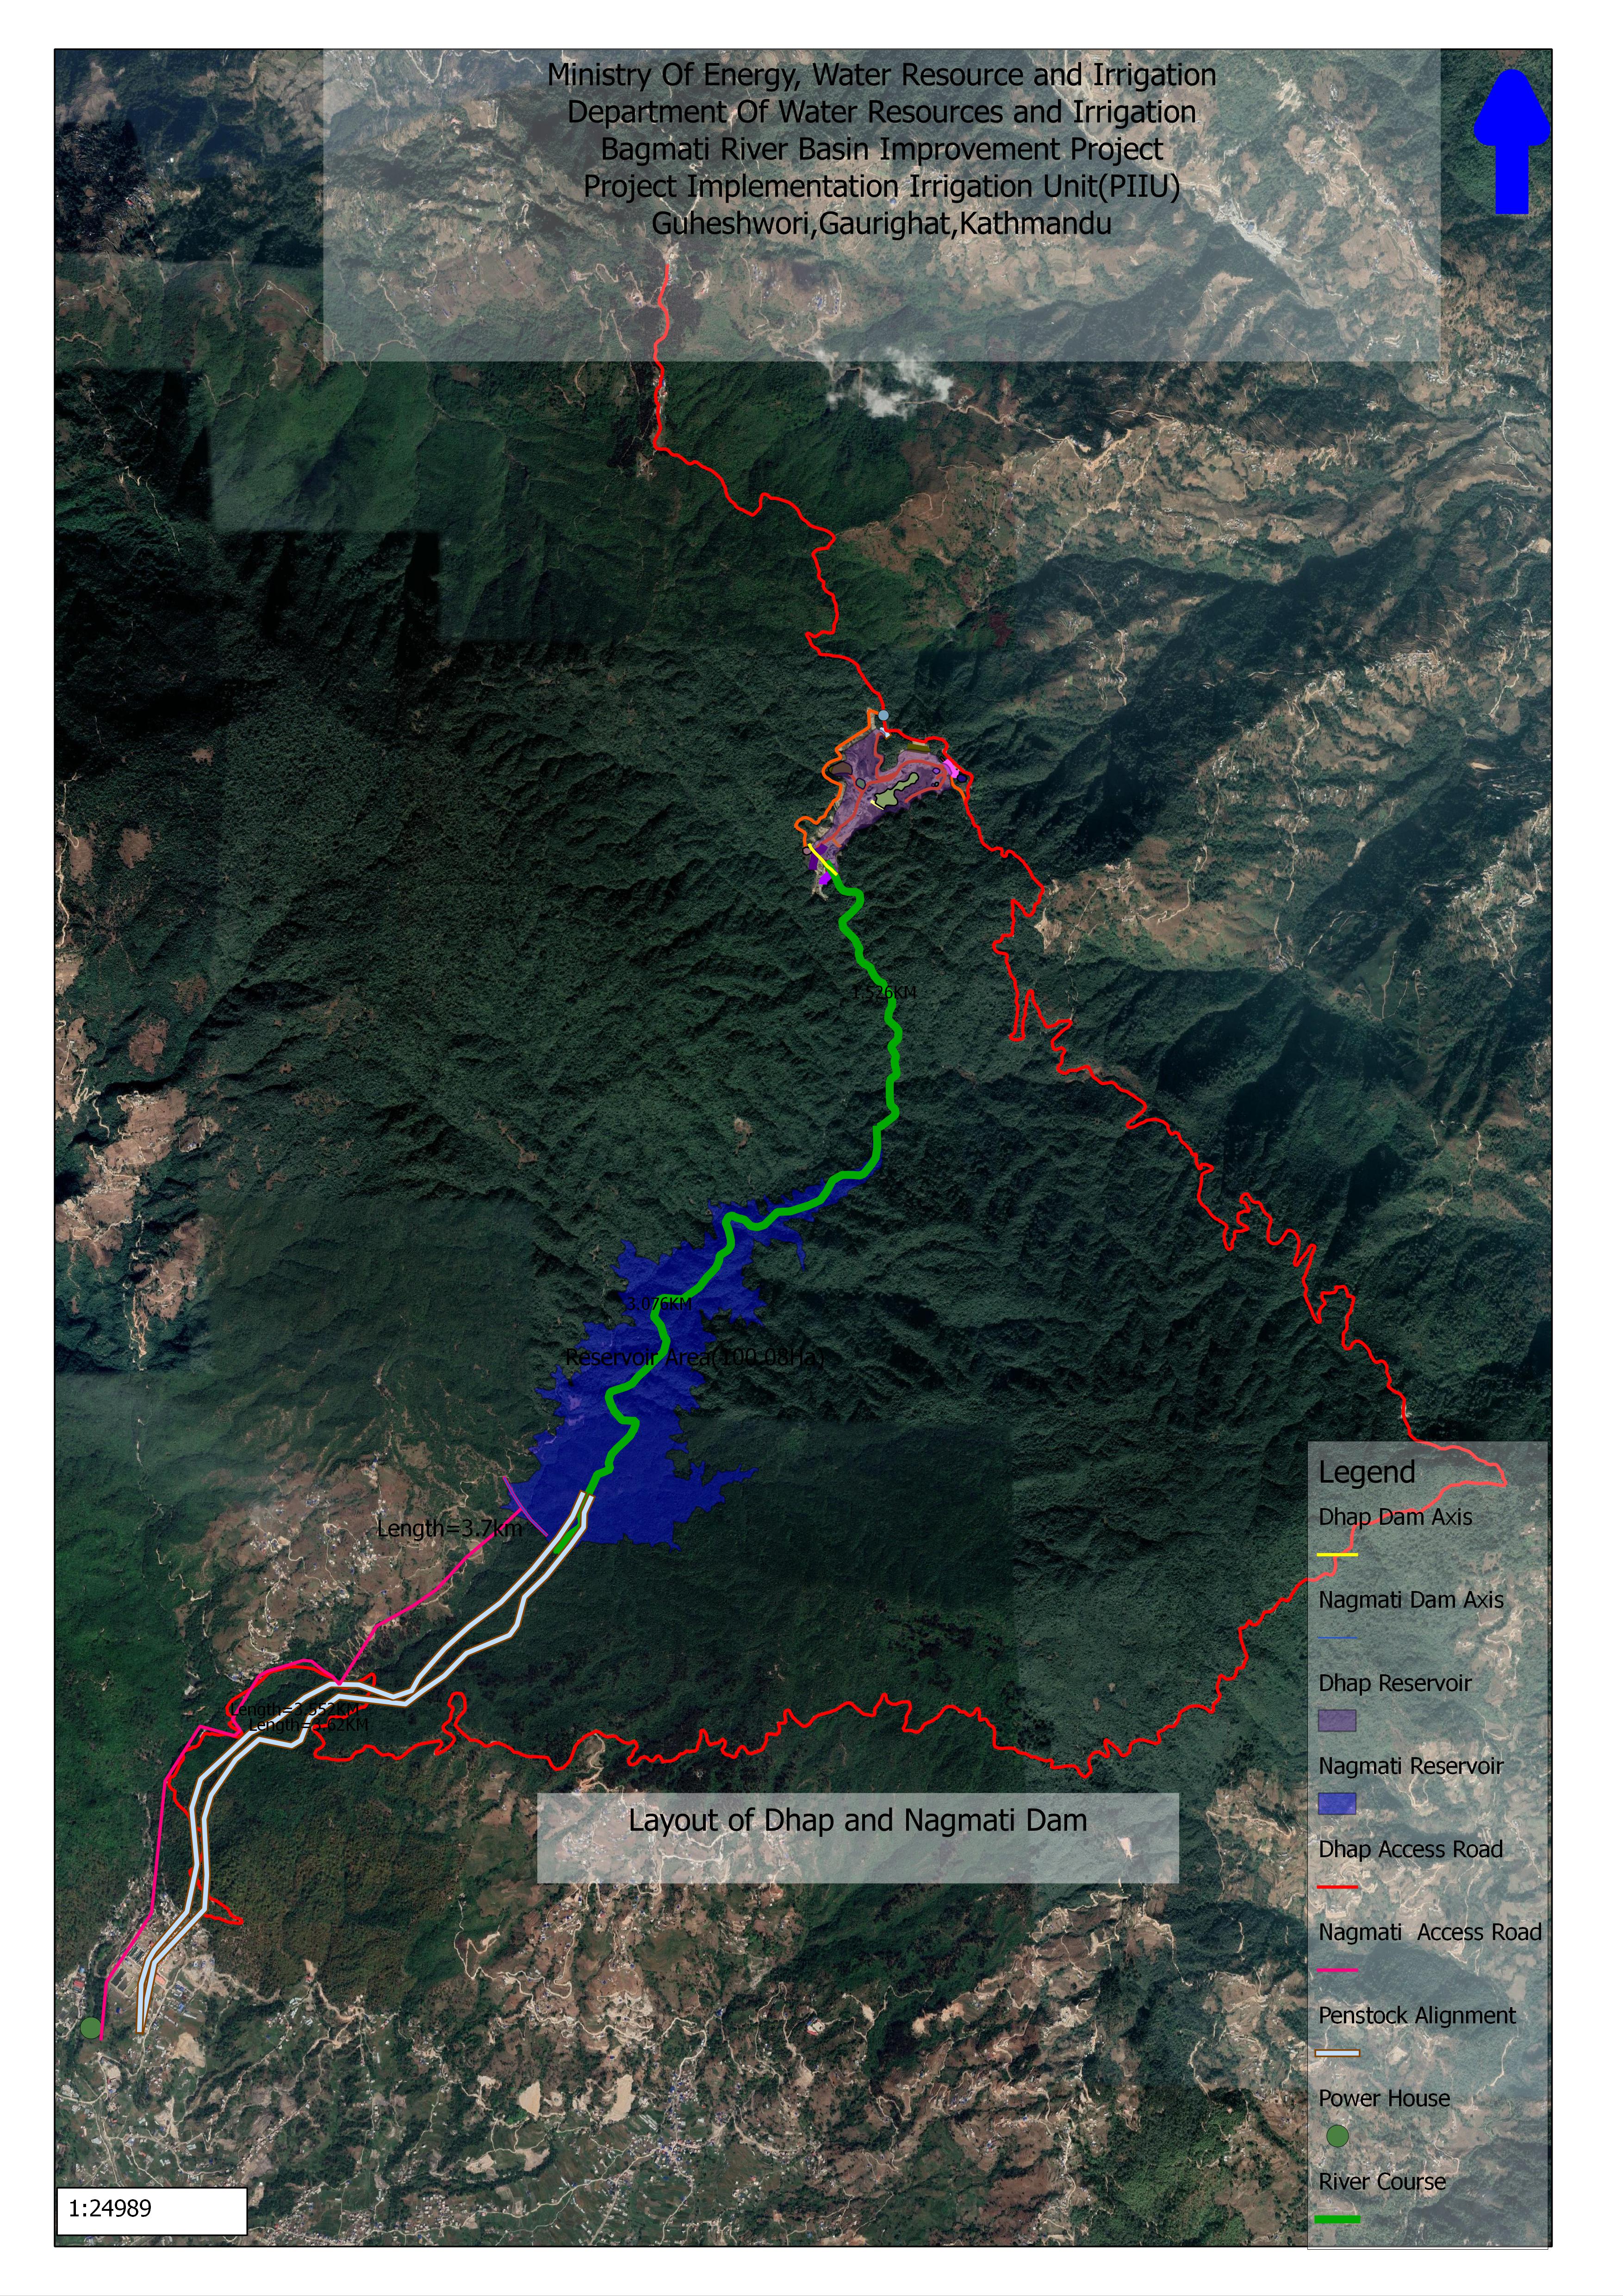 Ministry Of Energy, Water Resource and Irrigation
Department Of Water Resources and Irrigation
Bagmati River Basin Improvement Project
Project Implementation Irrigation Unit(PIIU)
Guheshwori,Gaurighat,Kathmandu
1.526KM
3.076KM
Reservoir Area(100.08Ha)
Length=3.7km
Length=3.552KM
Length=3.62KM
Layout of Dhap and Nagmati Dam
Legend
Dhap Dam Axis
Nagmati Dam Axis
Dhap Reservoir
Nagmati Reservoir
Dhap Access Road
Nagmati Access Road
Penstock Alignment
Power House
River Course
1:24989